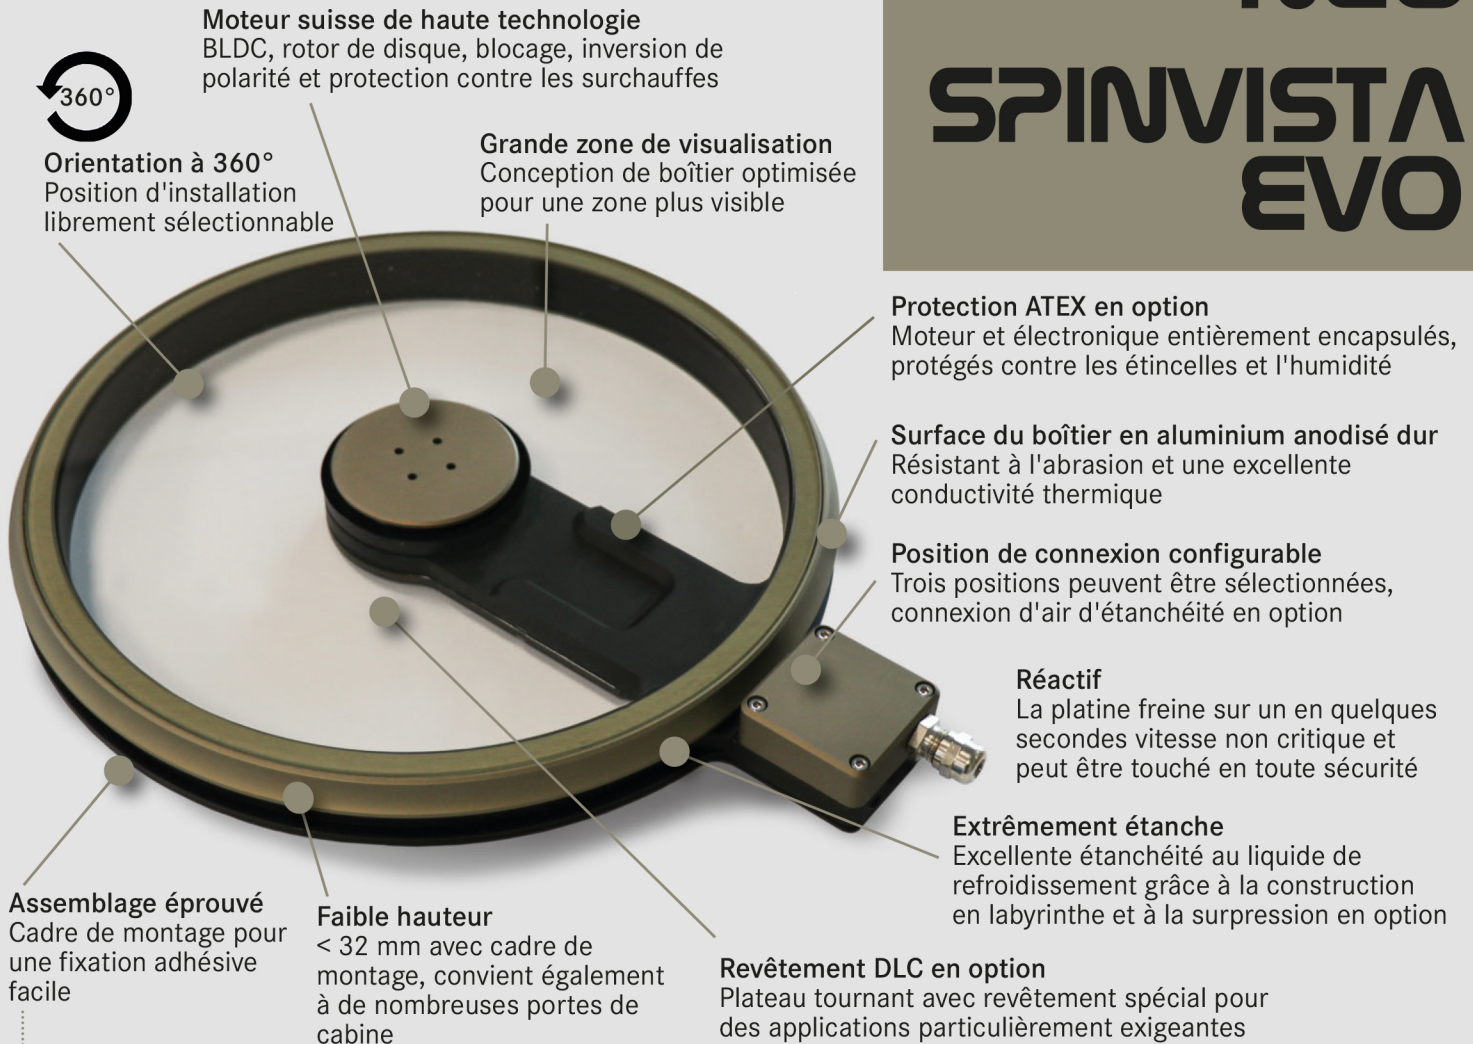 Moteur suisse de haute technologie
BLDC, rotor de disque, blocage, inversion de
polarité et protection contre les surchauffes
360°
Orientation à 360°
Position d'installation
librement sélectionnable
Grande zone de visualisation
Conception de boîtier optimisée
pour une zone plus visible
SPINVISTA
EVO
Protection ATEX en option
Moteur et électronique entièrement encapsulés,
protégés contre les étincelles et l'humidité
Surface du boîtier en aluminium anodisé dur
Résistant à l'abrasion et une excellente
conductivité thermique
Position de connexion configurable
Trois positions peuvent être sélectionnées,
connexion d'air d'étanchéité en option
Réactif
La platine freine sur un en quelques
secondes vitesse non critique et
peut être touché en toute sécurité
Extrêmement étanche
Excellente étanchéité au liquide de
refroidissement grâce à la construction
en labyrinthe et à la surpression en option
Assemblage éprouvé
Cadre de montage pour
une fixation adhésive
facile
Faible hauteur
< 32 mm avec cadre de
montage, convient également
à de nombreuses portes de
cabine
Revêtement DLC en option
Plateau tournant avec revêtement spécial pour
des applications particulièrement exigeantes